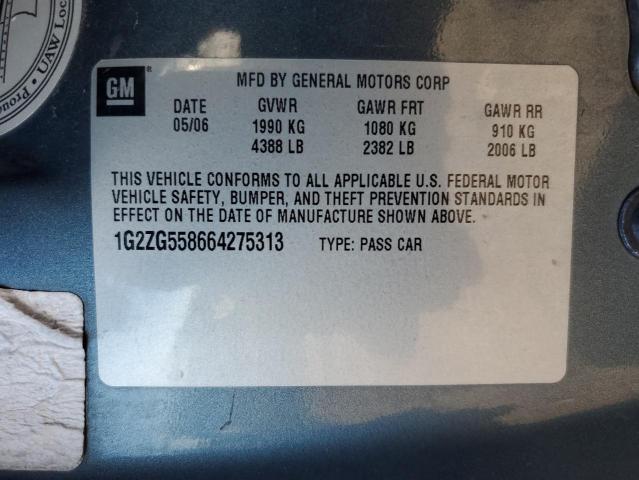 Proud
UAW Loc
GM ®
MFD BY GENERAL MOTORS CORP
DATE GVWR GAWR FRT GAWR RR
05/06 1990 KG 1080 KG 910 KG
4388 LB 2382 LB 2006 LB
THIS VEHICLE CONFORMS TO ALL APPLICABLE U.S. FEDERAL MOTOR
VEHICLE SAFETY, BUMPER, AND THEFT PREVENTION STANDARDS IN
EFFECT ON THE DATE OF MANUFACTURE SHOWN ABOVE.
1G2ZG558664275313 TYPE: PASS CAR